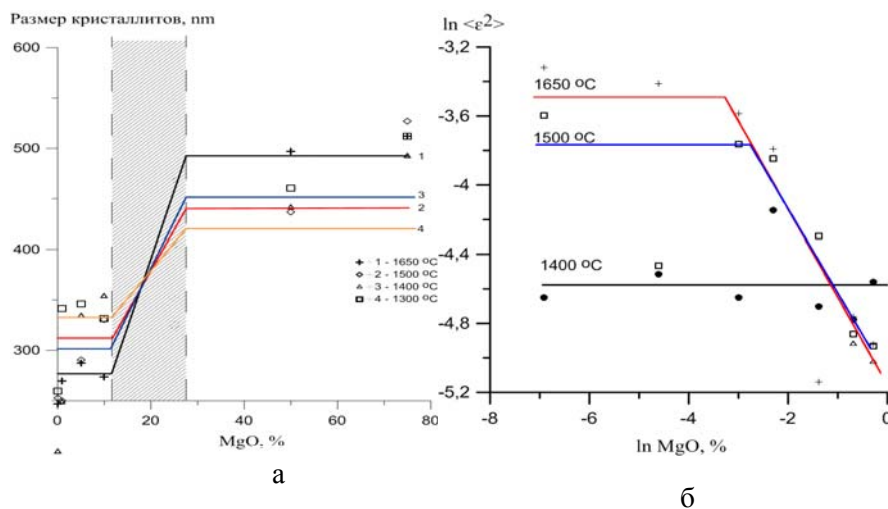 Размер кристаллитов, nm
600
500
400
300
0
20
40
60
80
MgO, %
1
3
2
4
1 - 1650 ºC
2 - 1500 ºC
3 - 1400 ºC
4 - 1300 ºC
а
ln <ε2>
-3,2
-3,6
-4
-4,4
-4,8
-5,2
-8
-6
-4
-2
0
ln MgO, %
1650 ºC
1500 ºC
1400 ºC
б